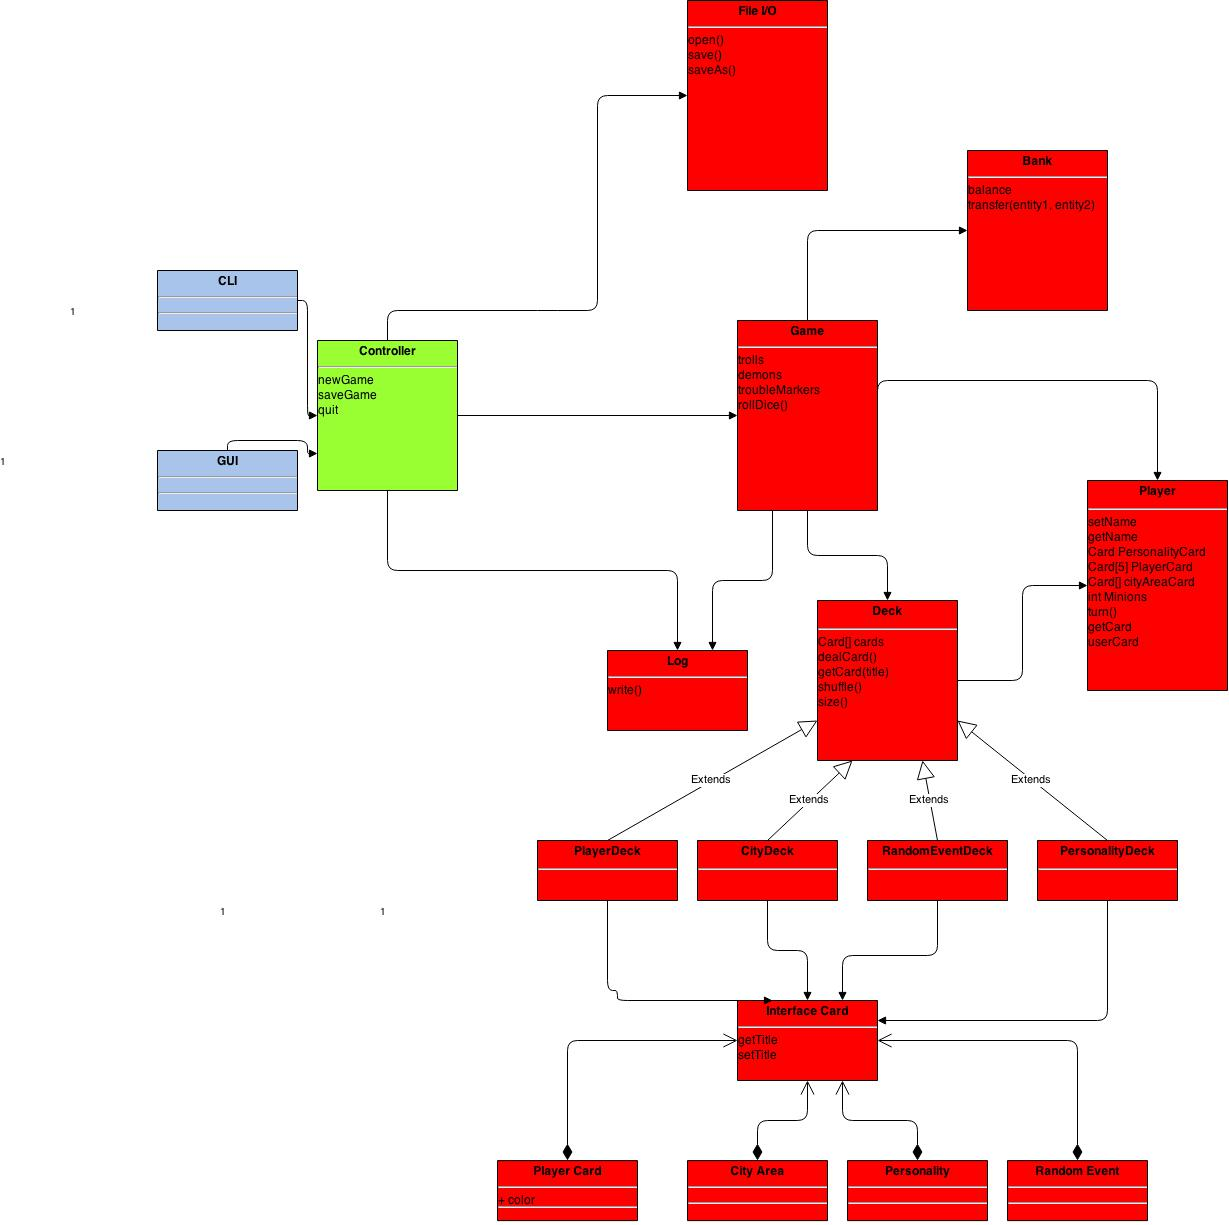 File I/O
open()
save()
saveAs()
Bank
balance
transfer(entity1, entity2)
CLI
1
Game
trolls
demons
troubleMarkers
rollDice()
Controller
newGame
saveGame
quit
GUI
1
Player
setName
getName
Card PersonalityCard
Card[5] PlayerCard
Card[] cityAreaCard
int Minions
turn()
getCard
userCard
Deck
Card[] cards
dealCard()
getCard(title)
shuffle()
size()
Log
write()
Extends
Extends
Extends
Extends
PlayerDeck
CityDeck
RandomEventDeck
PersonalityDeck
1
1
Interface Card
getTitle
setTitle
Player Card
+ color
City Area
Personality
Random Event